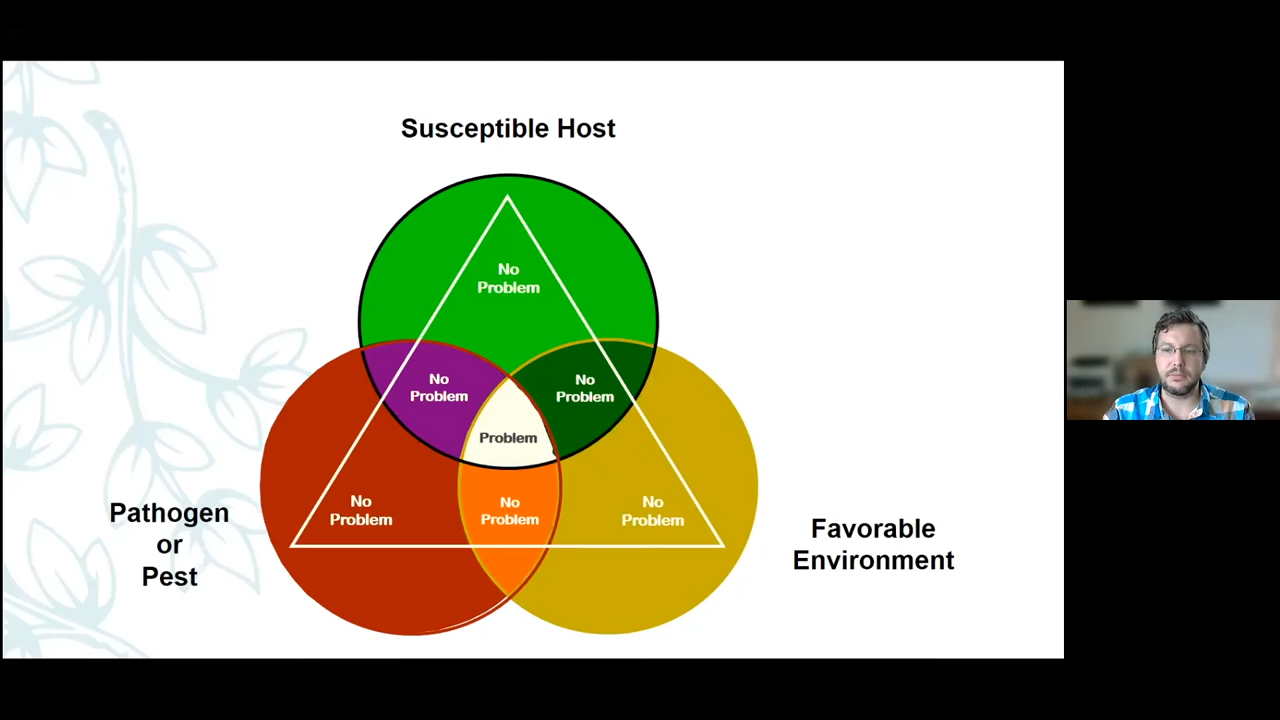 Susceptible Host
No
Problem
No
Problem
No
Problem
Problem
No
Problem
No
Problem
No
Problem
Pathogen
or
Pest
Favorable
Environment